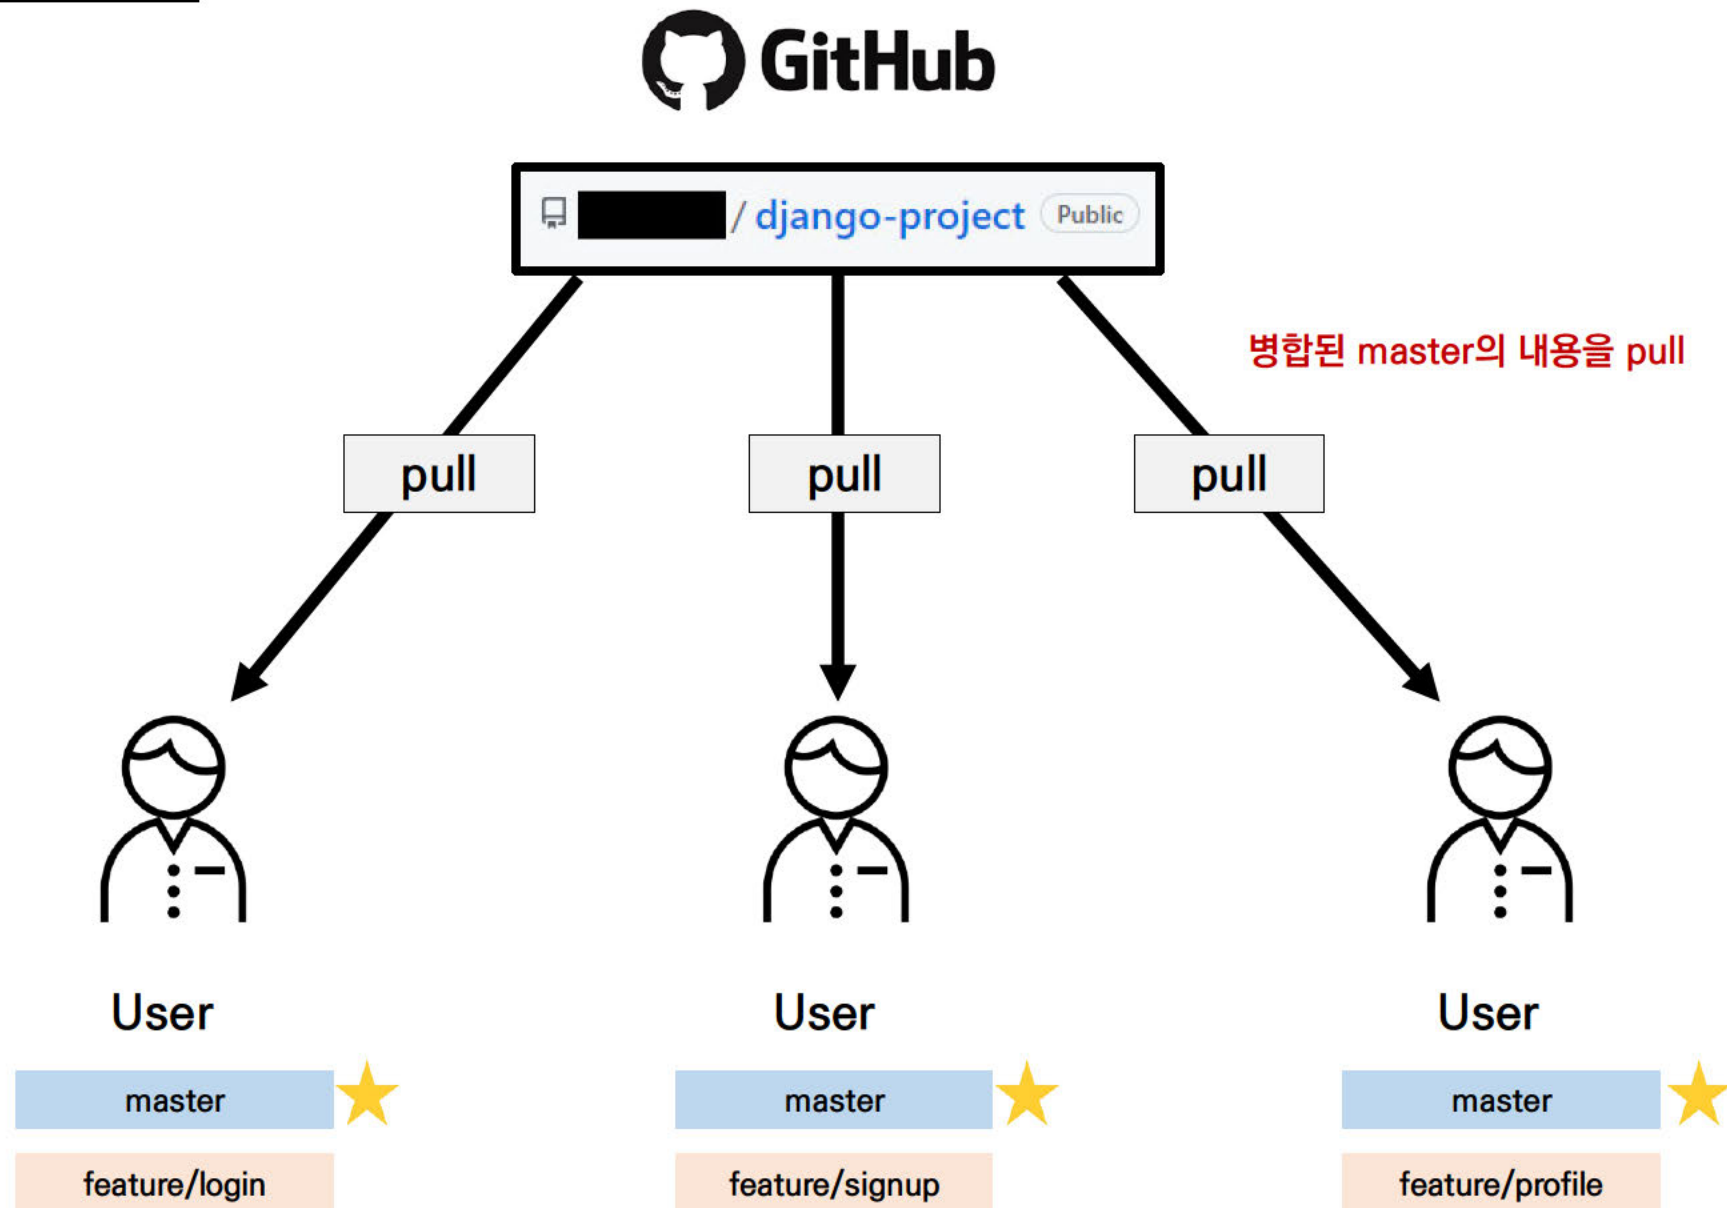 GitHub
/ django-project Public
병합된 master의 내용을 pull
pull pull pull
User User User
master master master
feature/login feature/signup feature/profile